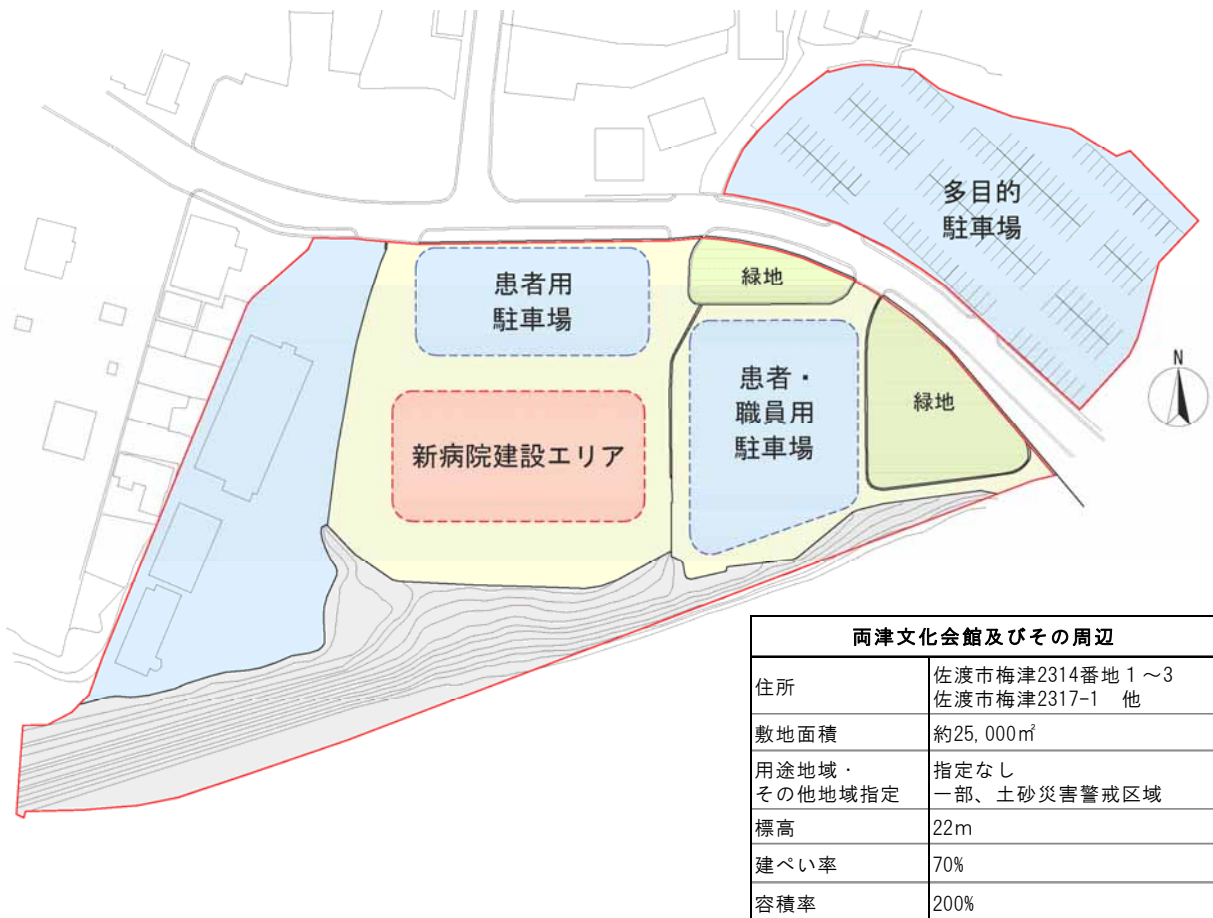 多目的
駐車場
患者用
駐車場
緑地
患者・
職員用
駐車場
緑地
新病院建設エリア
N
両津文化会館及びその周辺
住所
佐渡市梅津2314番地1～3
佐渡市梅津2317-1 他
敷地面積
約25,000㎡
用途地域・
その他地域指定
指定なし
一部、土砂災害警戒区域
標高
22m
建ぺい率
70%
容積率
200%